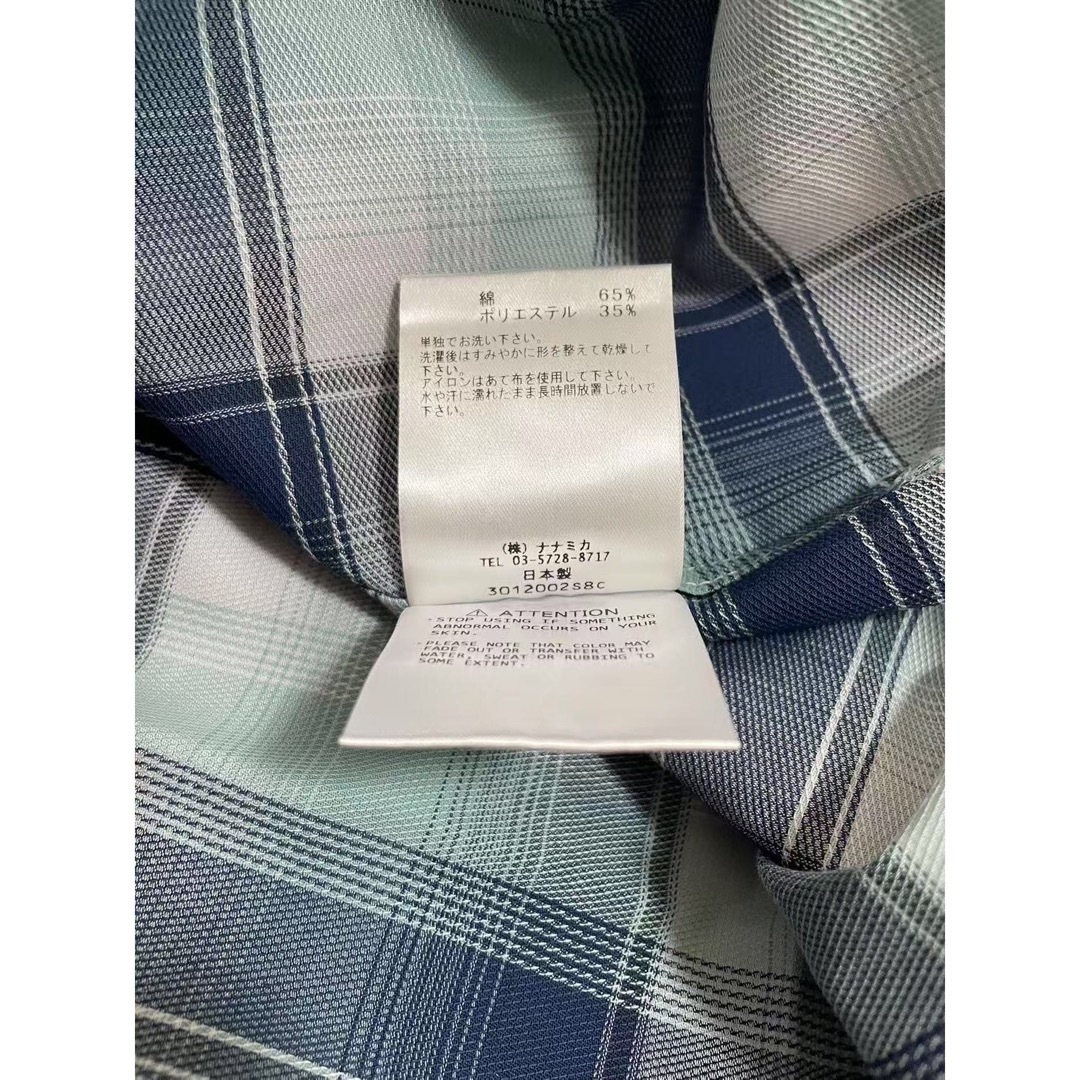 綿 65%
ポリエステル 35%
単独でお洗い下さい。
洗濯後はすみやかに形を整えて乾燥して
下さい。
アイロンはあて布を使用して下さい。
水や汗に濡れたまま長時間放置しないで
下さい。
(株) ナナミカ
TEL 03-5728-8717
日本製
3012002S8C
⚠ ATTENTION
・STOP USING IF SOMETHING
ABNORMAL OCCURS ON YOUR
SKIN.
・PLEASE NOTE THAT COLOR MAY
FADE OUT OR TRANSFER WITH
WATER, SWEAT OR RUBBING TO
SOME EXTENT.